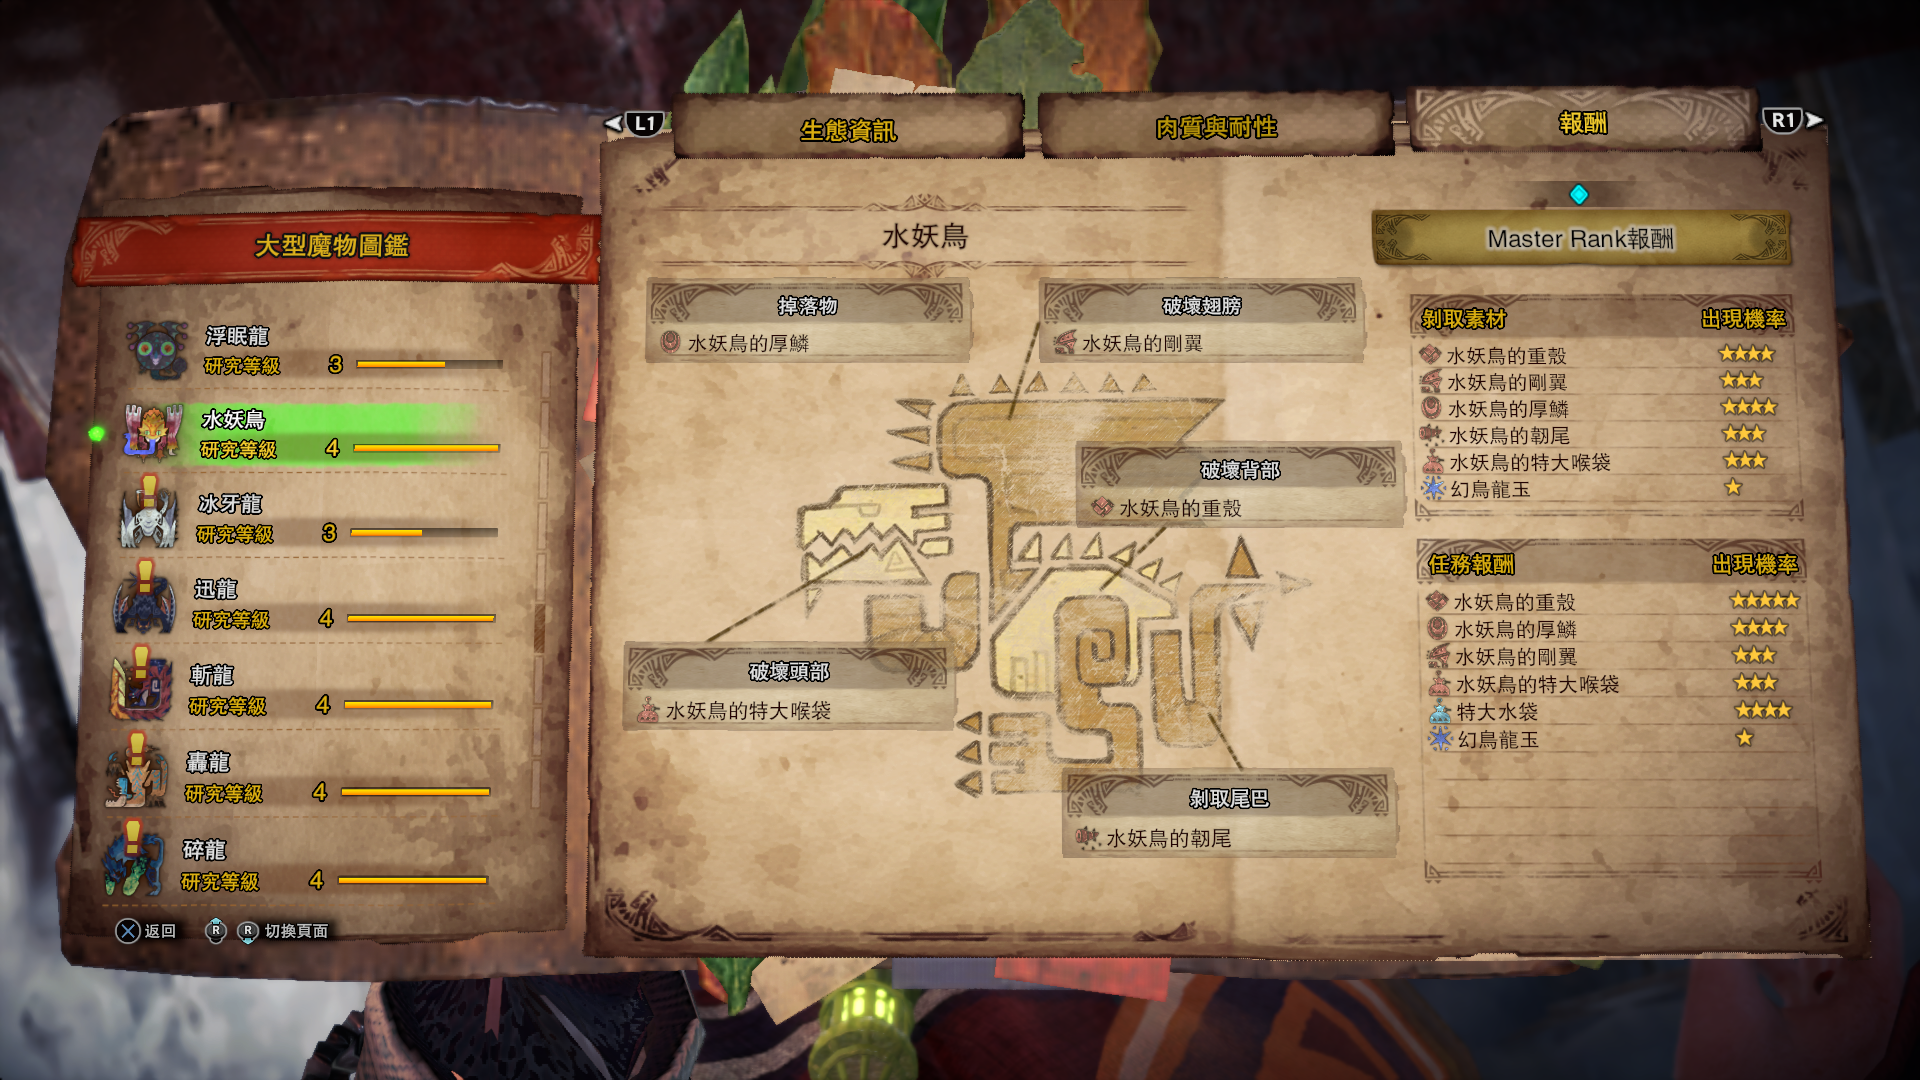 L1
生態資訊
肉質與耐性
報酬
R1
大型魔物圖鑑
浮眠龍
研究等級 3
水妖鳥
研究等級 4
冰牙龍
研究等級 3
迅龍
研究等級 4
斬龍
研究等級 4
轟龍
研究等級 4
碎龍
研究等級 4
返回 R R 切換頁面
水妖鳥
掉落物
水妖鳥的厚鱗
破壞翅膀
水妖鳥的剛翼
破壞背部
水妖鳥的重殼
破壞頭部
水妖鳥的特大喉袋
剝取尾巴
水妖鳥的韌尾
Master Rank報酬
剝取素材 出現機率
水妖鳥的重殼 ★★★★
水妖鳥的剛翼 ★★★
水妖鳥的厚鱗 ★★★★
水妖鳥的韌尾 ★★★
水妖鳥的特大喉袋 ★★★
幻鳥龍玉 ★
任務報酬 出現機率
水妖鳥的重殼 ★★★★★
水妖鳥的厚鱗 ★★★★
水妖鳥的剛翼 ★★★
水妖鳥的特大喉袋 ★★★
特大水袋 ★★★★
幻鳥龍玉 ★